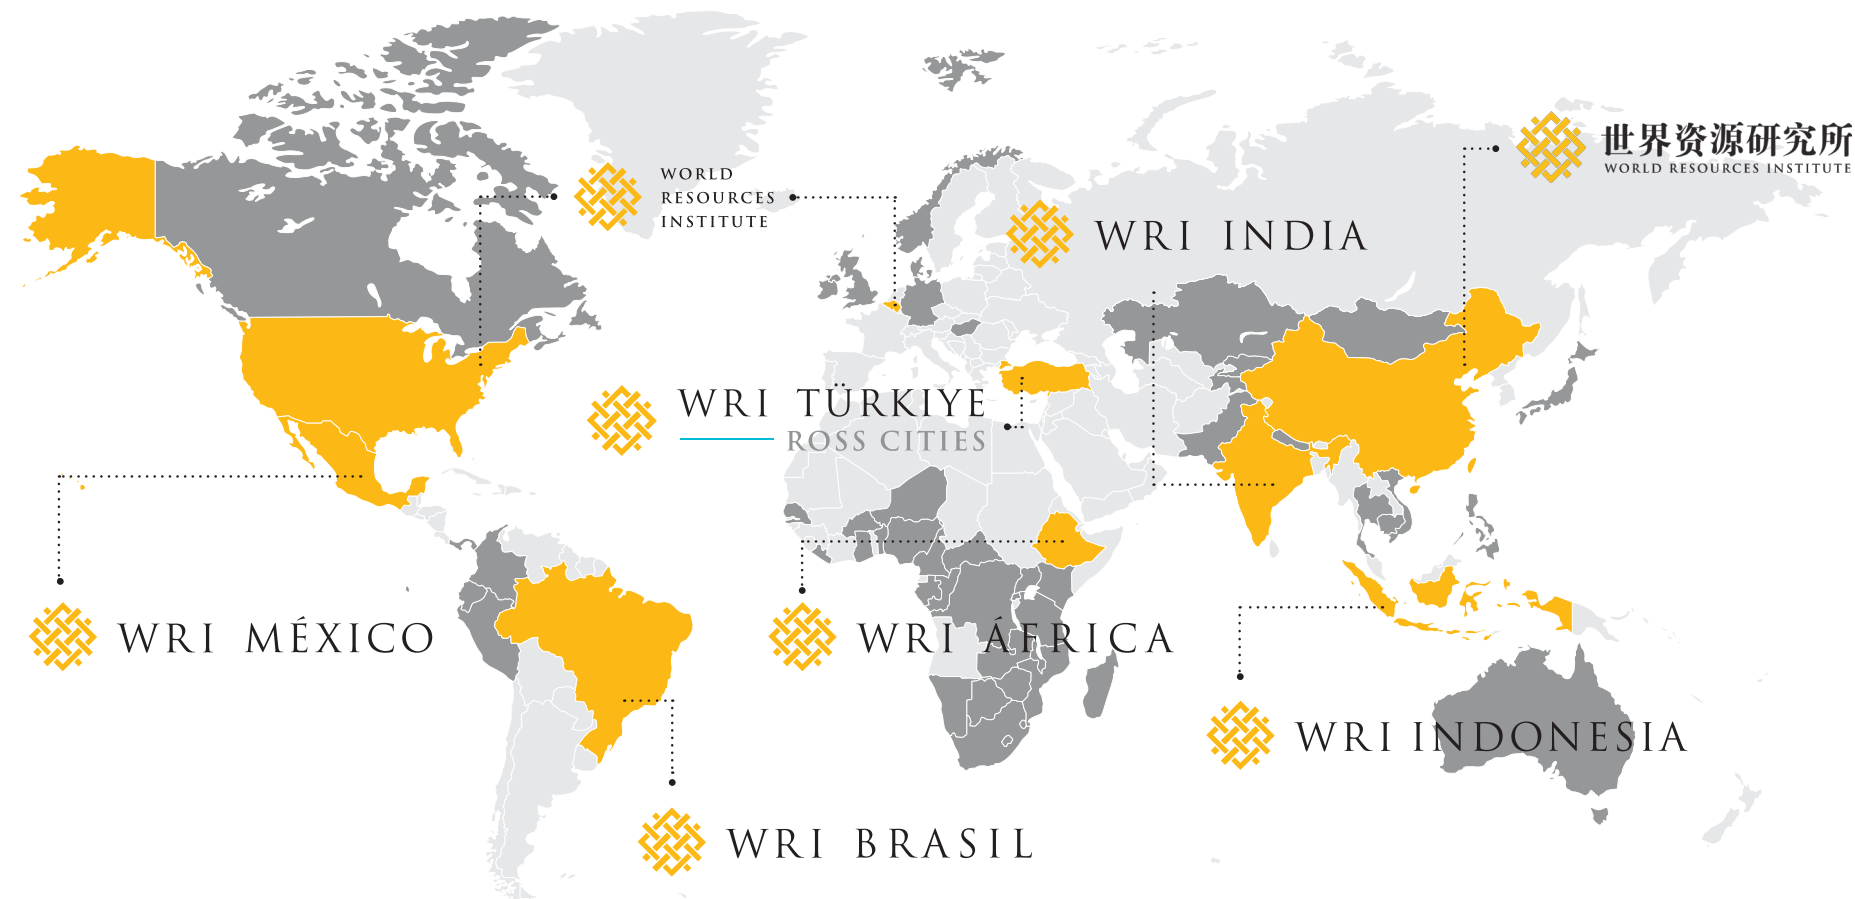 世界资源研究所
WORLD RESOURCES INSTITUTE
WORLD
RESOURCES
INSTITUTE
WRI INDIA
WRI TÜRKIYE
ROSS CITIES
WRI MÉXICO
WRI ÁFRICA
WRI INDONESIA
WRI BRASIL